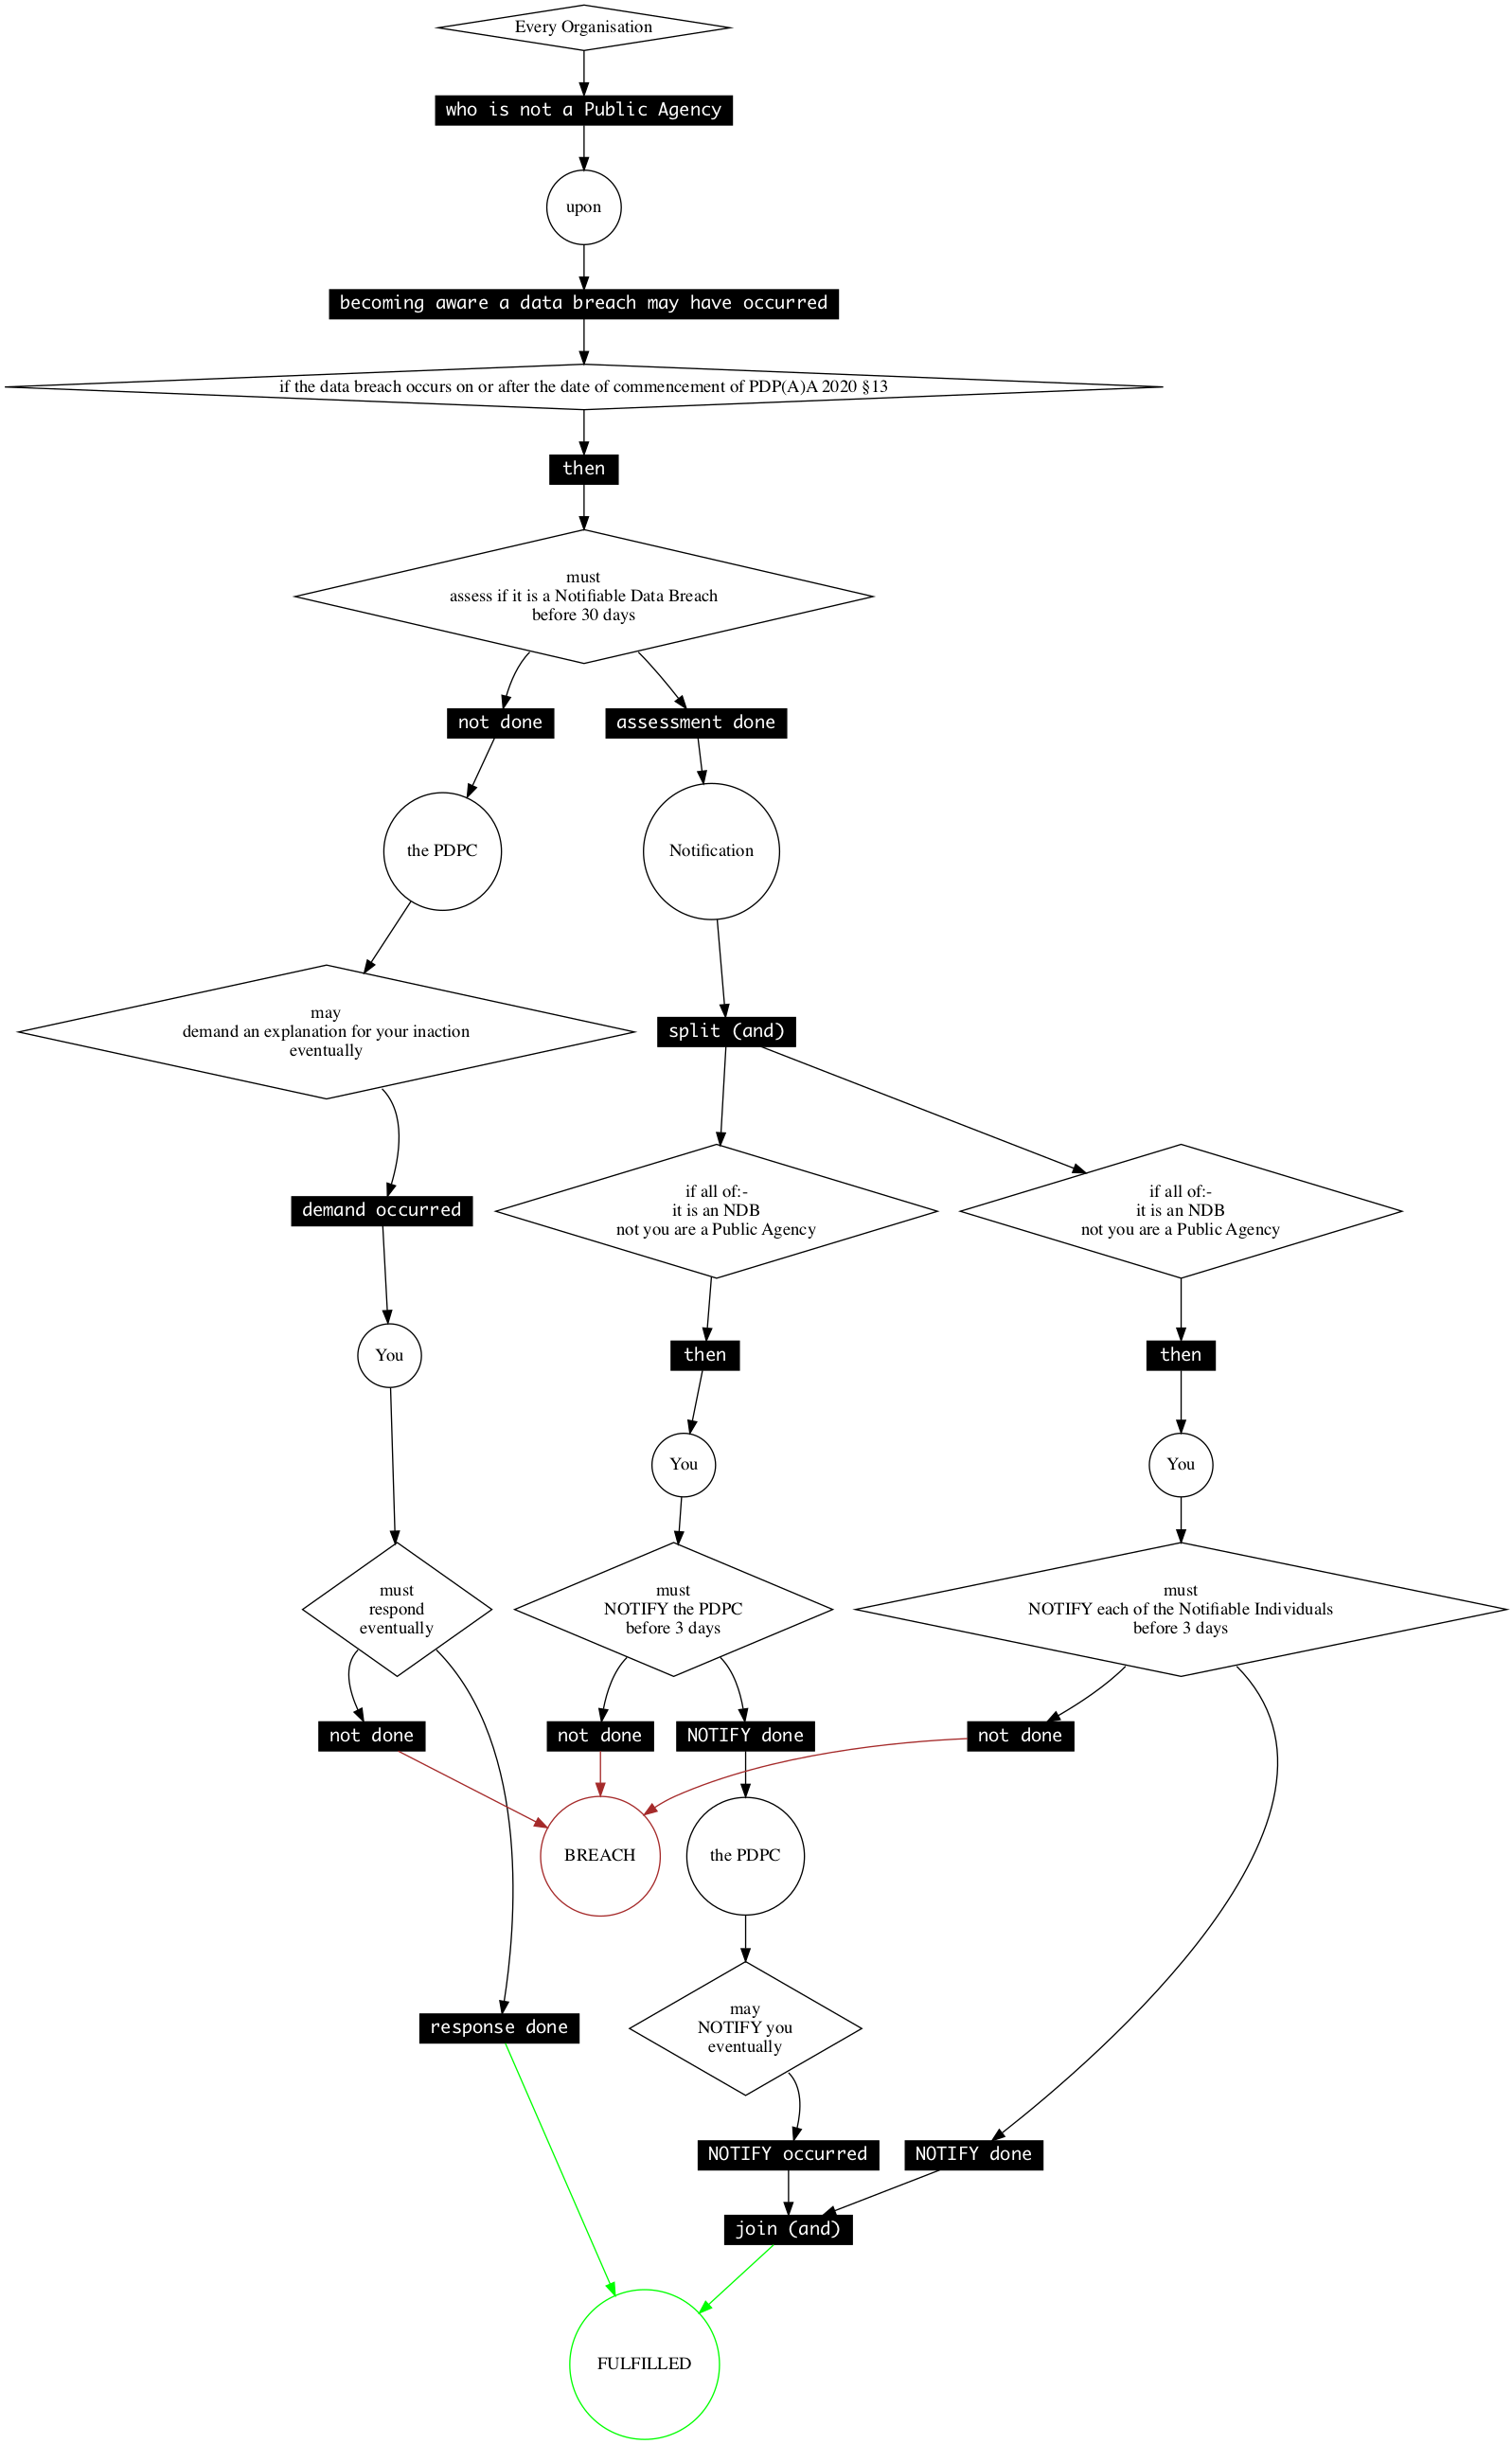 Every Organisation
who is not a Public Agency
upon
becoming aware a data breach may have occurred
if the data breach occurs on or after the date of commencement of PDP(A)A 2020 §13
then
must
assess if it is a Notifiable Data Breach
before 30 days
not done
assessment done
the PDPC
Notification
may
demand an explanation for your inaction
eventually
split (and)
demand occurred
if all of:-
it is an NDB
not you are a Public Agency
if all of:-
it is an NDB
not you are a Public Agency
You
then
then
You
You
must
respond
eventually
must
NOTIFY the PDPC
before 3 days
must
NOTIFY each of the Notifiable Individuals
before 3 days
not done
not done
NOTIFY done
not done
BREACH
the PDPC
response done
may
NOTIFY you
eventually
NOTIFY occurred
NOTIFY done
join (and)
FULFILLED